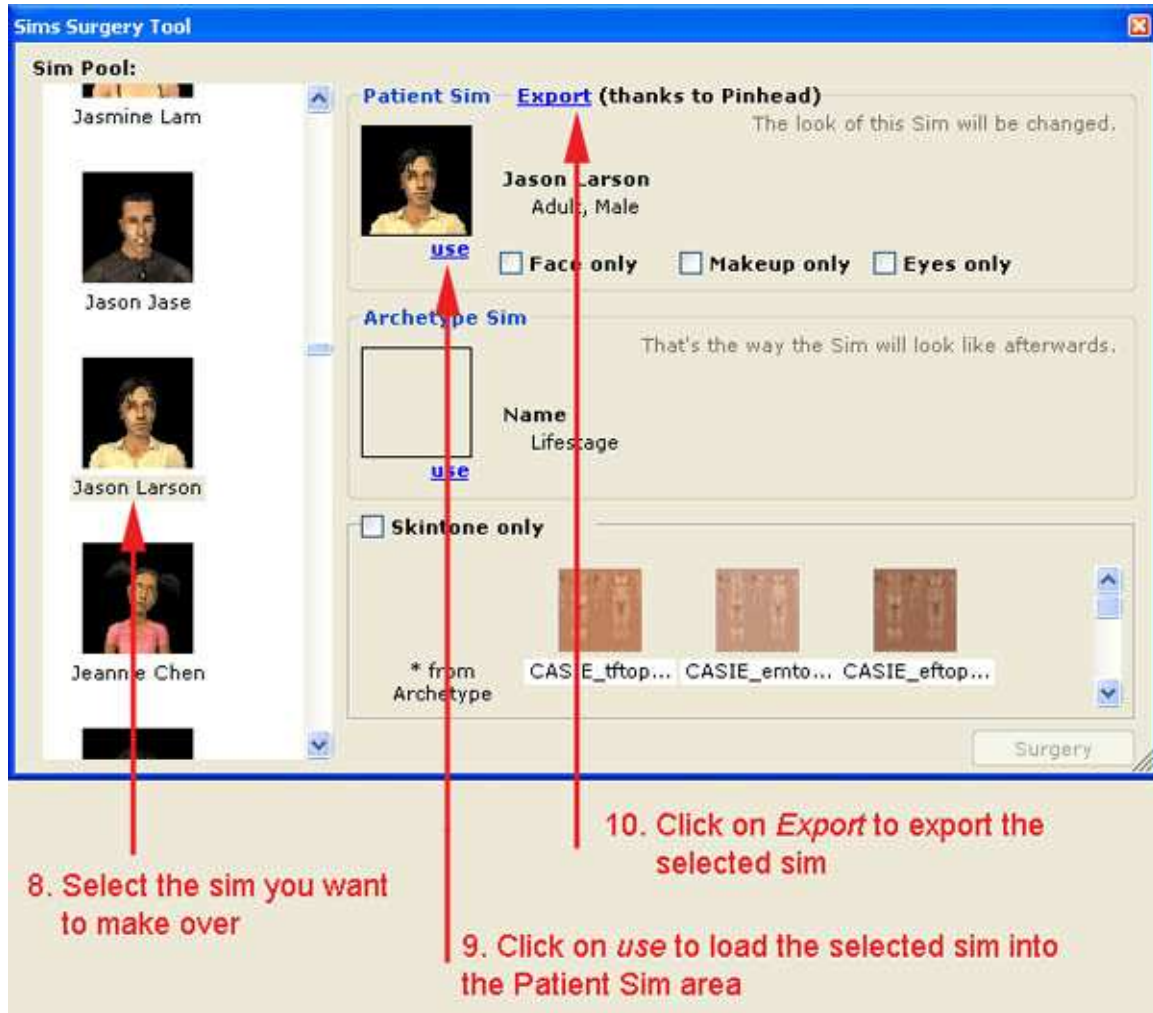 Sims Surgery Tool
Sim Pool:
Jasmine Lam
Jason Jase
Jason Larson
Jeannie Chen
Patient Sim Export (thanks to Pinhead)
The look of this Sim will be changed.
Jason Larson
Adult, Male
use
Face only Makeup only Eyes only
Archetype Sim
That's the way the Sim will look like afterwards.
Name
Lifestage
use
Skintone only
* from
Archetype
CASIE_tftop... CASIE_emto... CASIE_eftop...
Surgery
8. Select the sim you want
to make over
9. Click on use to load the selected sim into
the Patient Sim area
10. Click on Export to export the
selected sim